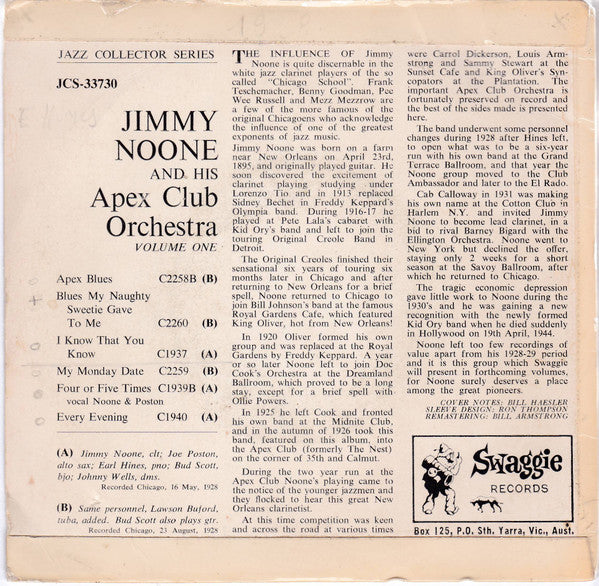 JAZZ COLLECTOR SERIES
JCS-33730
JIMMY
NOONE
AND HIS
Apex Club
Orchestra
VOLUME ONE
Apex Blues C2258B (B)
Blues My Naughty
Sweetie Gave
To Me C2260 (B)
I Know That You
Know C1937 (A)
My Monday Date C2259 (B)
Four or Five Times C1939B (A)
vocal Noone & Poston
Every Evening C1940 (A)
(A) Jimmy Noone, clt; Joe Poston,
alto sax; Earl Hines, pno; Bud Scott,
bjo; Johnny Wells, dms.
Recorded Chicago, 16 May, 1928
(B) Same personnel, Lawson Buford,
tuba, added. Bud Scott also plays gtr.
Recorded Chicago, 23 August, 1928
THE INFLUENCE OF Jimmy
Noone is quite discernable in the
white jazz clarinet players of the so
called "Chicago School". Frank
Teschemacher, Benny Goodman, Pee
Wee Russell and Mezz Mezzrow are
a few of the more famous of the
original Chicagoens who acknowledge
the influence of one of the greatest
exponents of jazz music.
Jimmy Noone was born on a farm
near New Orleans on April 23rd,
1895, and originally played guitar. He
soon discovered the excitement of
clarinet playing studying under
Lorenzo Tio and in 1913 replaced
Sidney Bechet in Freddy Keppard's
Olympia band. During 1916-17 he
played at Pete Lala's cabaret with
Kid Ory's band and left to join the
touring Original Creole Band in
Detroit.
The Original Creoles finished their
sensational six years of touring six
months later in Chicago and after
returning to New Orleans for a brief
spell, Noone returned to Chicago to
join Bill Johnson's band at the famous
Royal Gardens Cafe, which featured
King Oliver, hot from New Orleans!
In 1920 Oliver formed his own
group and was replaced at the Royal
Gardens by Freddy Keppard. A year
or so later Noone left to join Doc
Cook's Orchestra at the Dreamland
Ballroom, which proved to be a long
stay, except for a brief spell with
Ollie Powers.
In 1925 he left Cook and fronted
his own band at the Midnite Club,
and in the autumn of 1926 took this
band, featured on this album, into
the Apex Club (formerly The Nest)
on the corner of 35th and Calmut.
During the two year run at the
Apex Club Noone's playing came to
the notice of the younger jazzmen and
they flocked to hear this great New
Orleans clarinetist.
At this time competition was keen
and across the road at various times
were Carrol Dickerson, Louis Arm-
strong and Sammy Stewart at the
Sunset Cafe and King Oliver's Syn-
copators at the Plantation. The
important Apex Club Orchestra is
fortunately preserved on record and
the best of the sides made is presented
here.
The band underwent some personnel
changes during 1928 after Hines left,
to open what was to be a six-year
run with his own band at the Grand
Terrace Ballroom, and that year the
Noone group moved to the Club
Ambassador and later to the El Rado.
Cab Calloway in 1931 was making
his own name at the Cotton Club in
Harlem N.Y. and invited Jimmy
Noone to become lead clarinet, in a
bid to rival Barney Bigard with the
Ellington Orchestra. Noone went to
New York but declined the offer,
staying only 2 weeks for a short
season at the Savoy Ballroom, after
which he returned to Chicago.
The tragic economic depression
gave little work to Noone during the
1930's and he was gaining a new
recognition with the newly formed
Kid Ory band when he died suddenly
in Hollywood on 19th April, 1944.
Noone left too few recordings of
value apart from his 1928-29 period
and it is this group which Swaggie
will present in forthcoming volumes,
for Noone surely deserves a place
among the great pioneers.
COVER NOTES: BILL HAESLER
SLEEVE DESIGN: RON THOMPSON
REMASTERING: BILL ARMSTRONG
Swaggie
RECORDS
Box 125, P.O. Sth. Yarra, Vic., Aust.